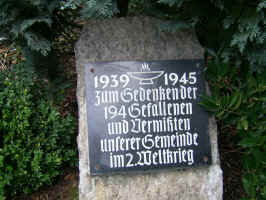 1939 1945
Zum Gedenken der
194 Gefallenen
und Vermißten
unserer Gemeinde
im 2. Weltkrieg